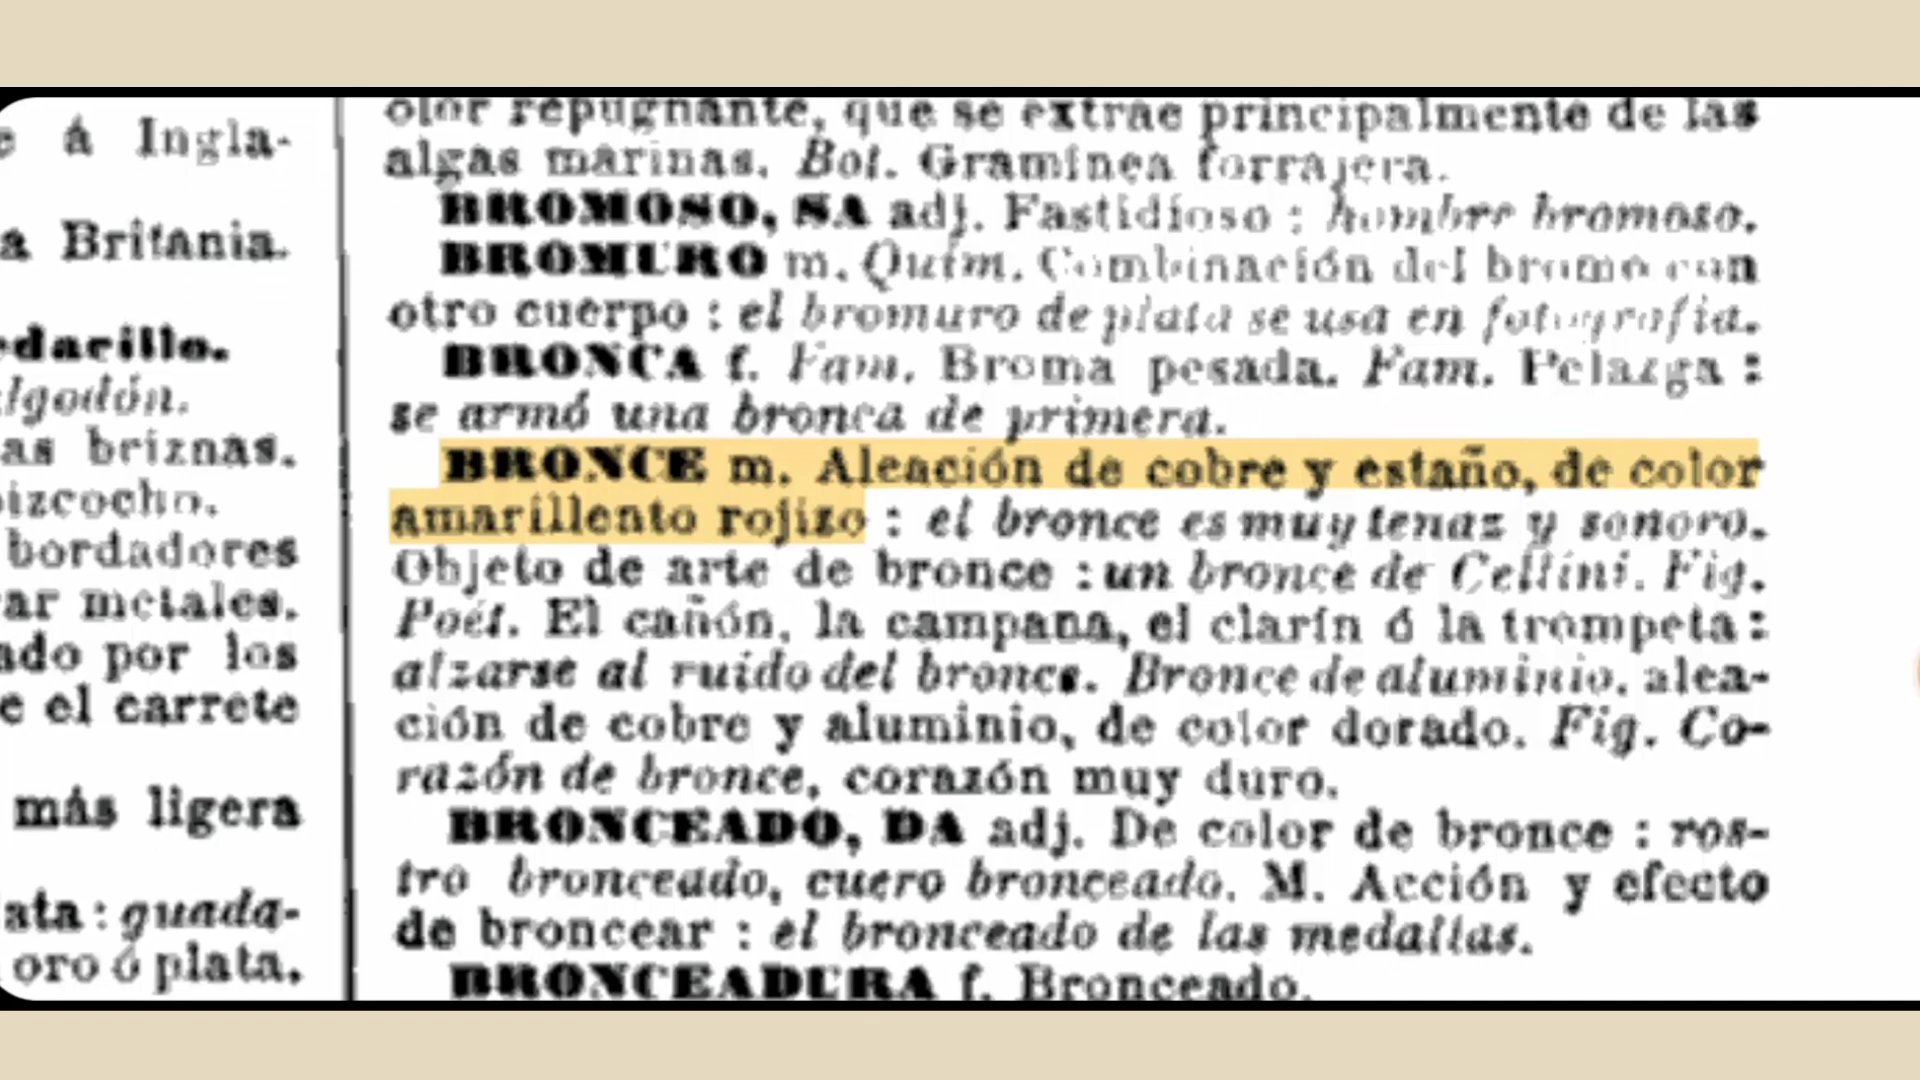 e á Ingla-
a Britania.
edacillo.
algodón.
as briznas.
bizcocho.
bordadores
ar metales.
ado por los
e el carrete
más ligera
ata : guada-
oro ó plata.
olor repugnante, que se extrae principalmente de las
algas marinas. Bot. Gramínea forrajera.
BROMOSO, SA adj. Fastidioso : hombre bromoso.
BROMURO m. Quím. Combinación del bromo con
otro cuerpo : el bromuro de plata se usa en fotografía.
BRONCA f. Fam. Broma pesada. Fam. Pelazga :
se armó una bronca de primera.
BRONCE m. Aleación de cobre y estaño, de color
amarillento rojizo : el bronce es muy tenaz y sonoro.
Objeto de arte de bronce : un bronce de Cellini. Fig.
Poét. El cañón, la campana, el clarín ó la trompeta :
alzarse al ruido del bronce. Bronce de aluminio, alea-
ción de cobre y aluminio, de color dorado. Fig. Co-
razón de bronce, corazón muy duro.
BRONCEADO, DA adj. De color de bronce : ros-
tro bronceado, cuero bronceado. M. Acción y efecto
de broncear : el bronceado de las medallas.
BRONCEADURA f. Bronceado.